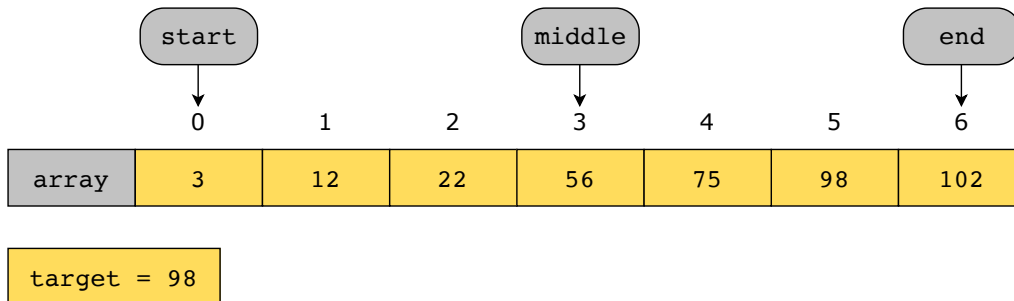 start middle end
0 1 2 3 4 5 6
array 3 12 22 56 75 98 102
target = 98